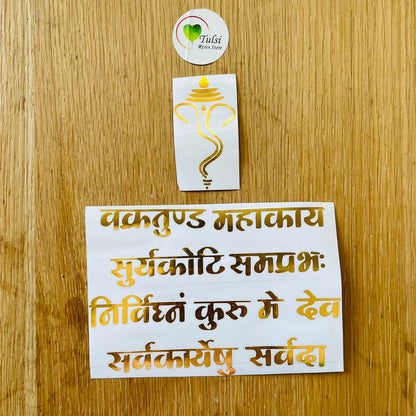 Tulsi
Resin Store
वक्रतुण्ड महाकाय
सुर्यकोटि समप्रभः
निर्विघ्नं कुरु मे देव
सर्वकार्येषु सर्वदा